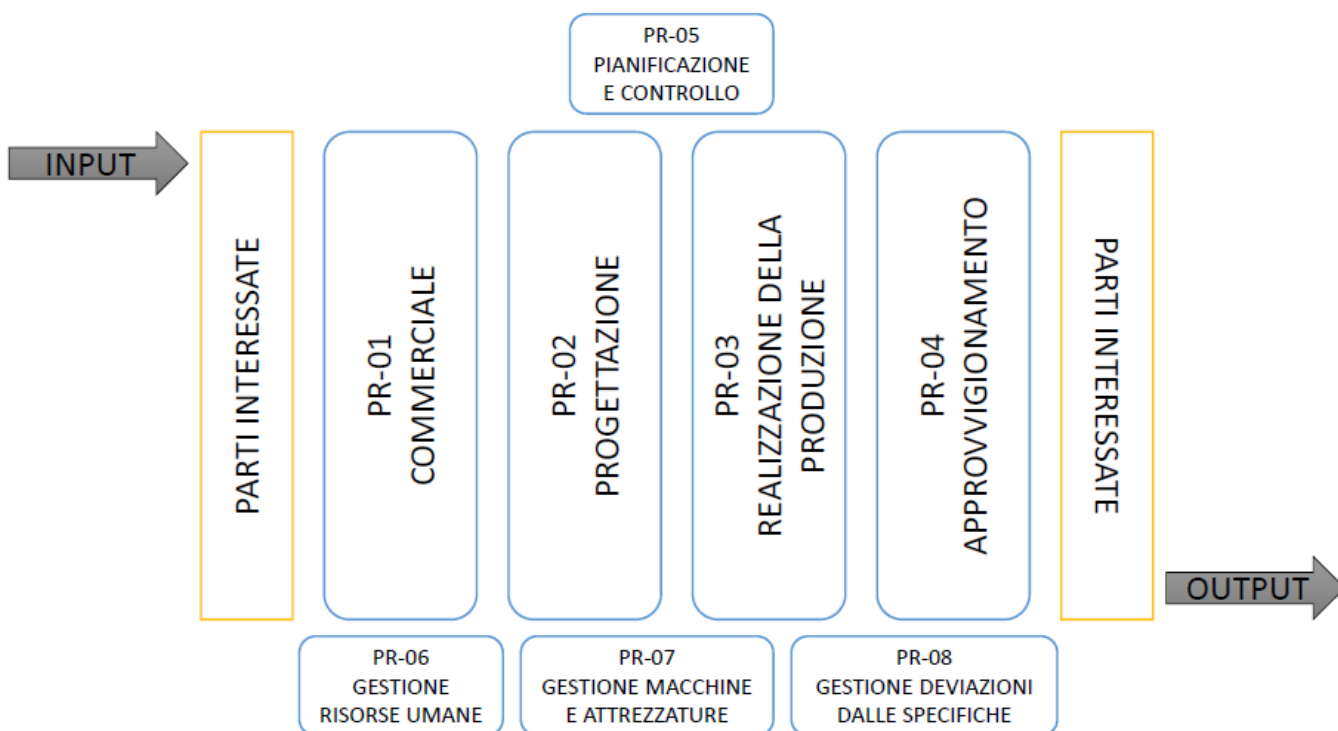 PR-05
PIANIFICAZIONE
E CONTROLLO
INPUT
PARTI INTERESSATE
PR-01
COMMERCIALE
PR-02
PROGETTAZIONE
PR-03
REALIZZAZIONE DELLA
PRODUZIONE
PR-04
APPROVVIGIONAMENTO
PARTI INTERESSATE
OUTPUT
PR-06
GESTIONE
RISORSE UMANE
PR-07
GESTIONE MACCHINE
E ATTREZZATURE
PR-08
GESTIONE DEVIAZIONI
DALLE SPECIFICHE